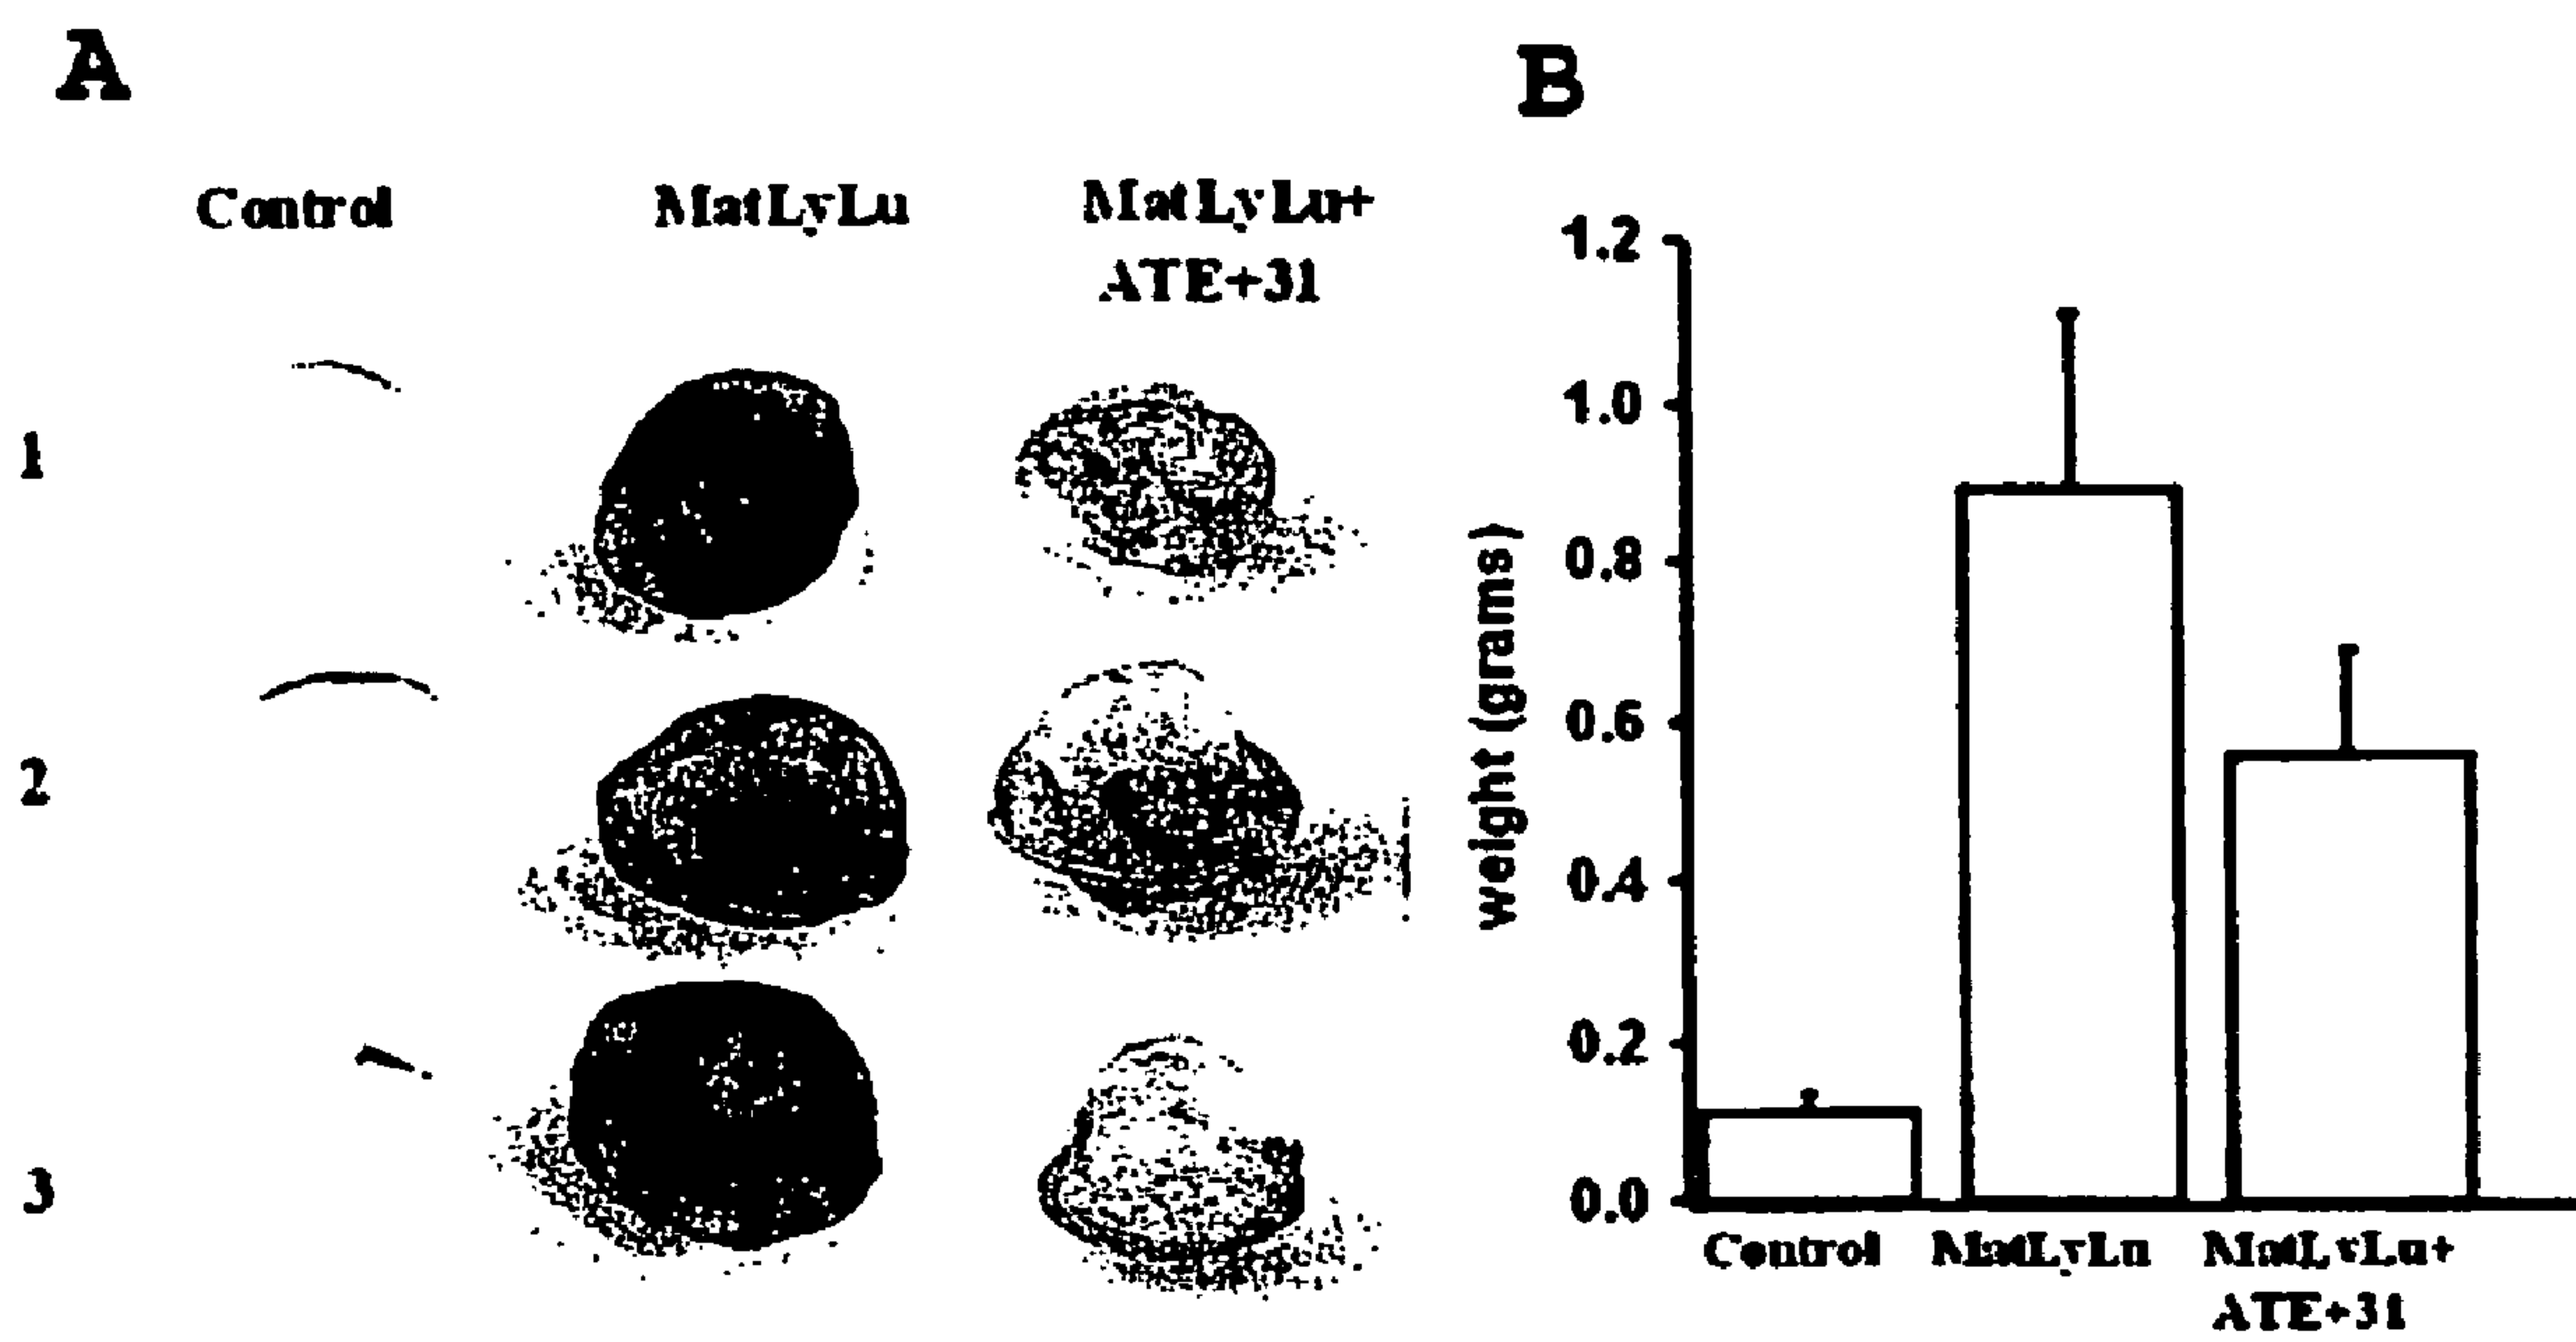 A
Control MatLyLu MatLyLu+
ATE+31
1
2
3
B
weight (grams)
1.2
1.0
0.8
0.6
0.4
0.2
0.0
Control MatLyLu MatLyLu+
ATE+31